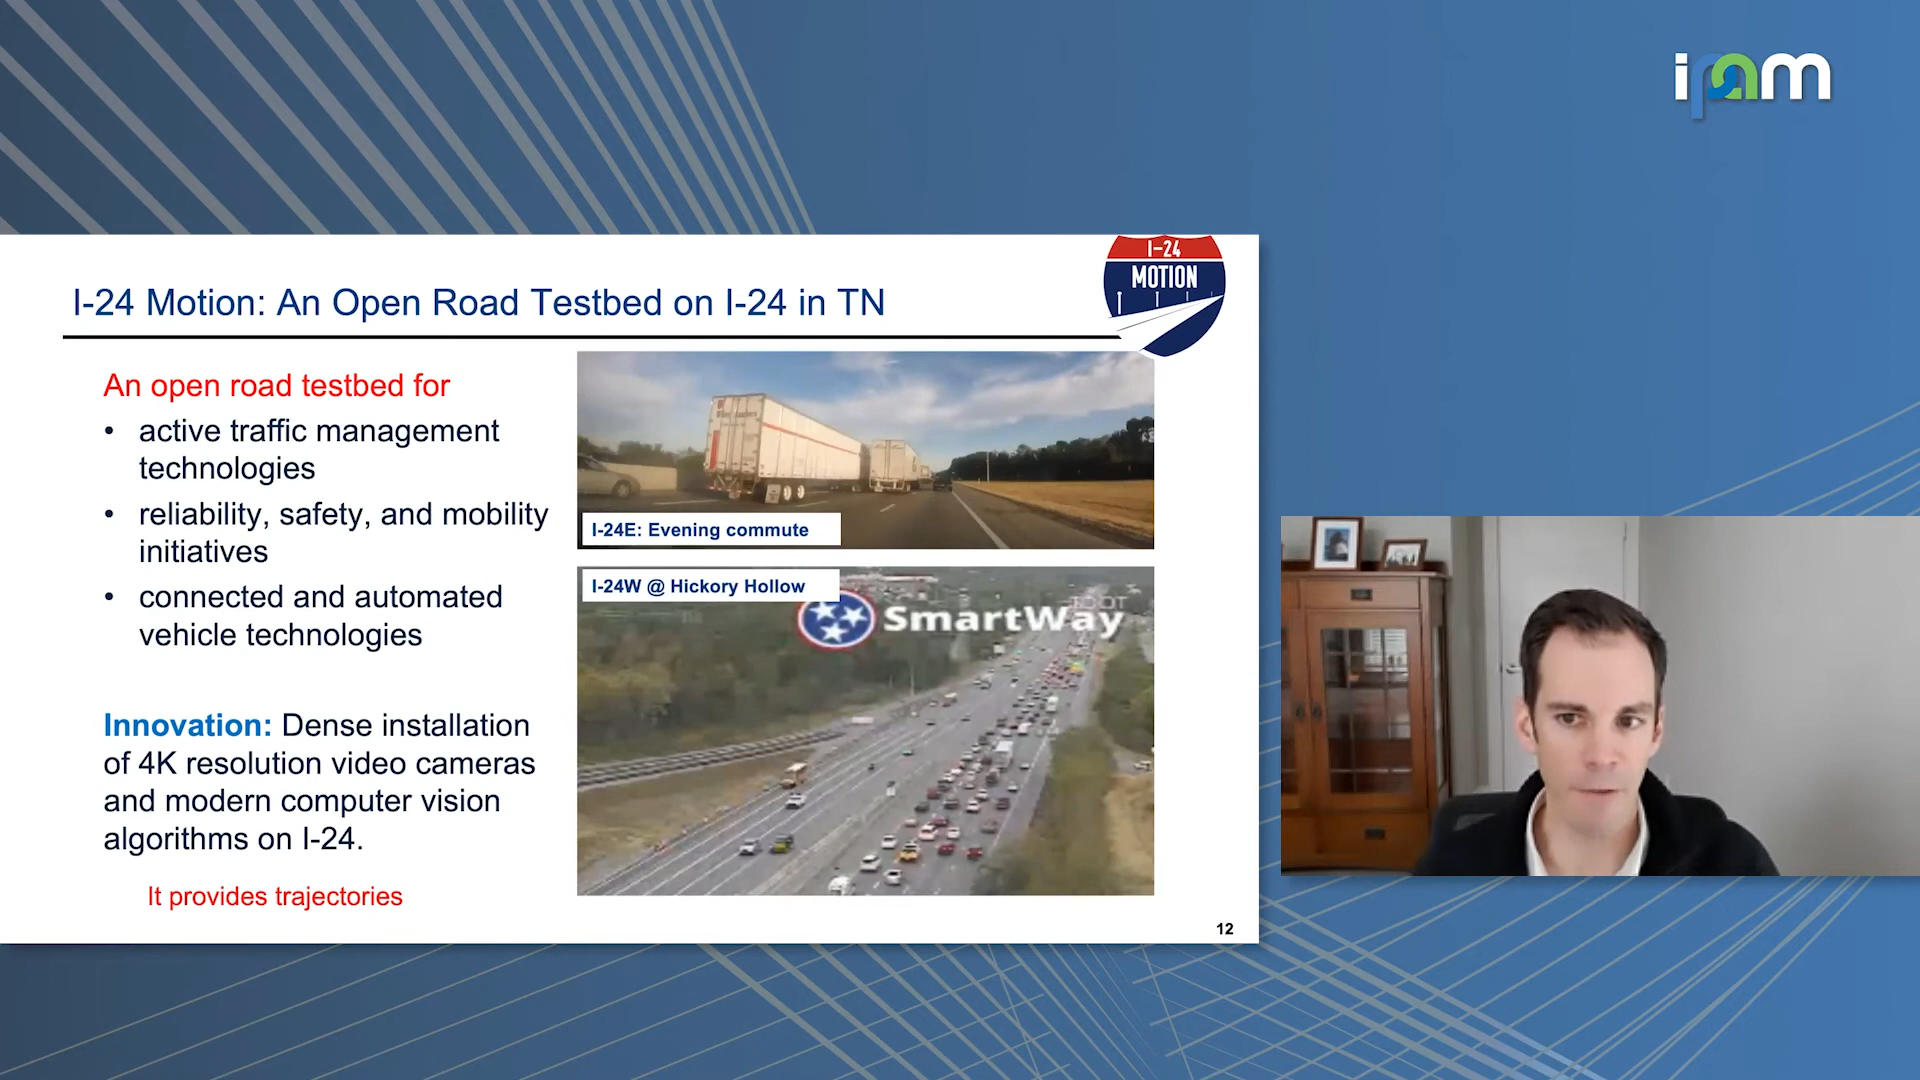 ipam
I-24
MOTION
I-24 Motion: An Open Road Testbed on I-24 in TN
An open road testbed for
• active traffic management
technologies
• reliability, safety, and mobility
initiatives
• connected and automated
vehicle technologies
Innovation: Dense installation
of 4K resolution video cameras
and modern computer vision
algorithms on I-24.
It provides trajectories
I-24E: Evening commute
I-24W @ Hickory Hollow
SmartWay
12